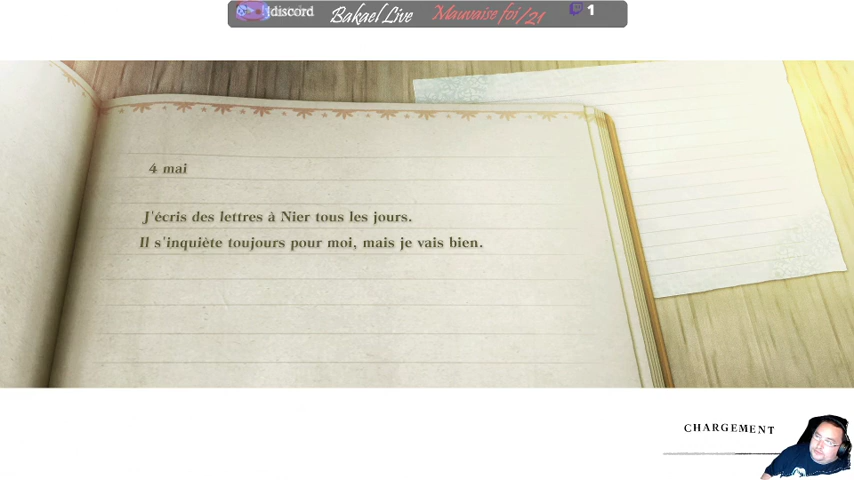 !discord Bakael Live Mauvaise foi/21 1
4 mai
J'écris des lettres à Nier tous les jours.
Il s'inquiète toujours pour moi, mais je vais bien.
CHARGEMENT